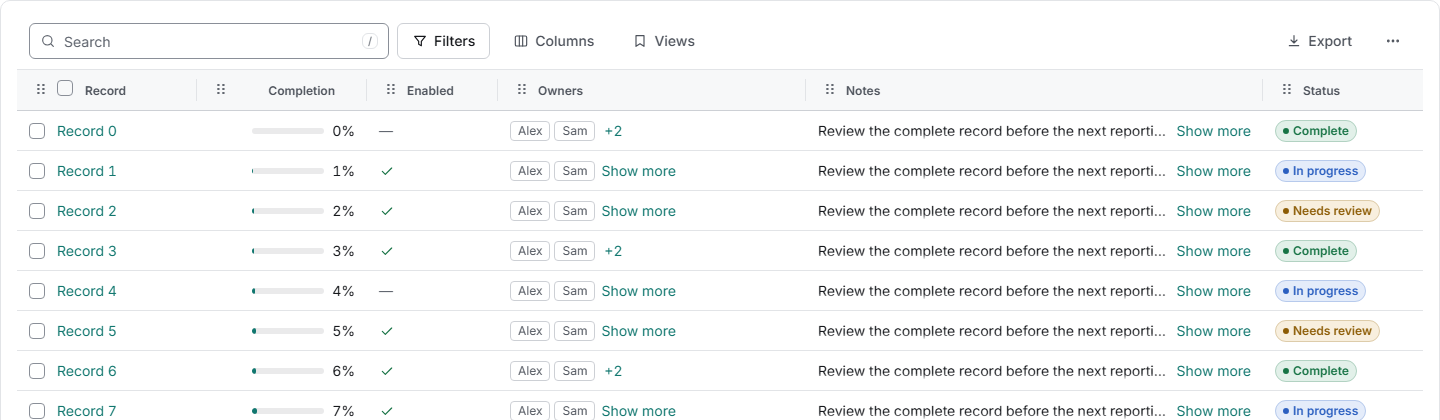 Search / Filters Columns Views Export
Record Completion Enabled Owners Notes Status
Record 0 0% — Alex Sam +2 Review the complete record before the next reporti... Show more Complete
Record 1 1% Alex Sam Show more Review the complete record before the next reporti... Show more In progress
Record 2 2% Alex Sam Show more Review the complete record before the next reporti... Show more Needs review
Record 3 3% Alex Sam +2 Review the complete record before the next reporti... Show more Complete
Record 4 4% — Alex Sam Show more Review the complete record before the next reporti... Show more In progress
Record 5 5% Alex Sam Show more Review the complete record before the next reporti... Show more Needs review
Record 6 6% Alex Sam +2 Review the complete record before the next reporti... Show more Complete
Record 7 7% Alex Sam Show more Review the complete record before the next reporti... Show more In progress